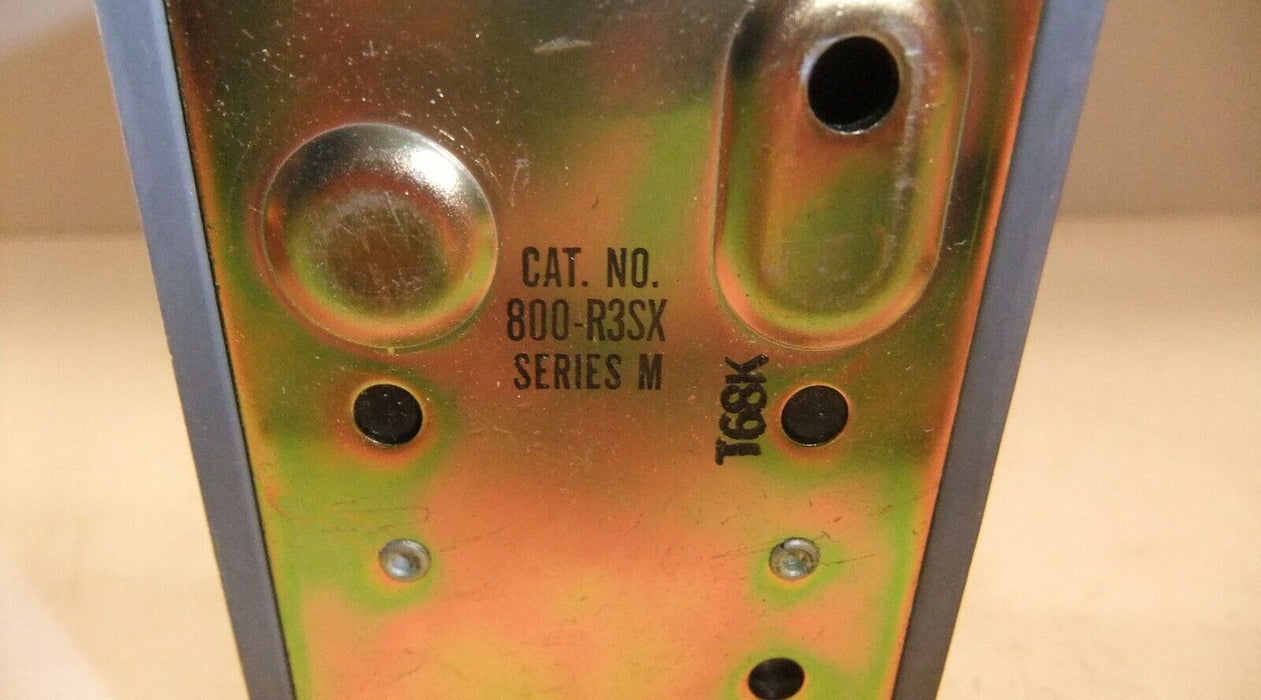 CAT. NO.
800-R3SX
SERIES M
T68K